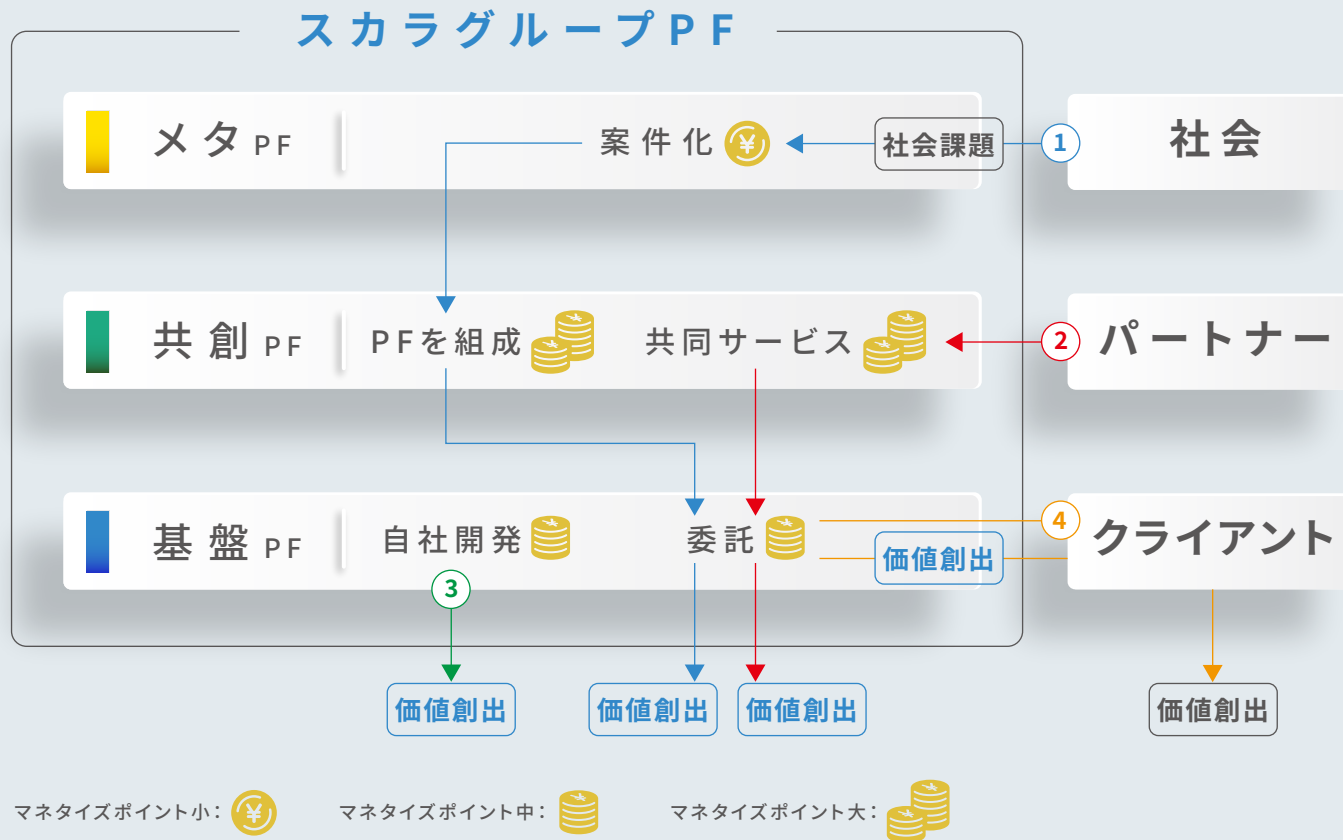 スカラグループPF
メタPF
案件化
社会課題
1
社会
共創PF
PFを組成
共同サービス
2
パートナー
基盤PF
自社開発
委託
4
クライアント
価値創出
3
価値創出
価値創出
価値創出
価値創出
マネタイズポイント小：
マネタイズポイント中：
マネタイズポイント大：